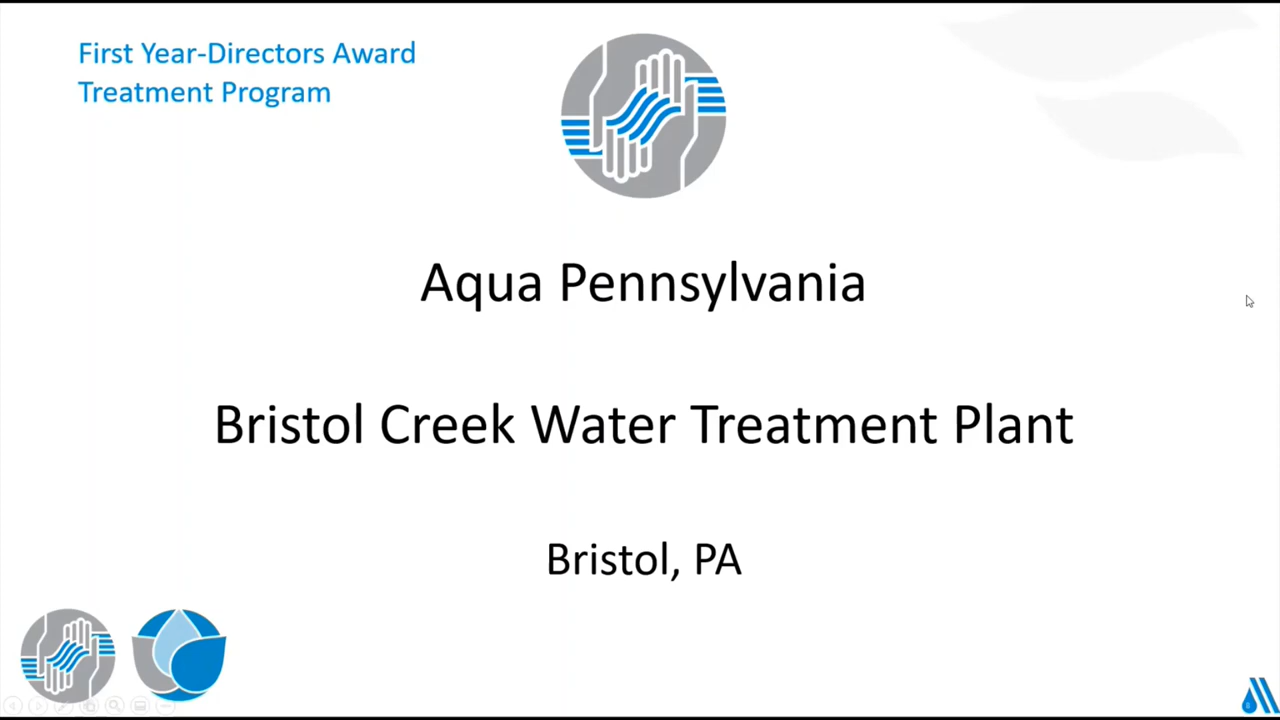 First Year-Directors Award
Treatment Program
Aqua Pennsylvania
Bristol Creek Water Treatment Plant
Bristol, PA